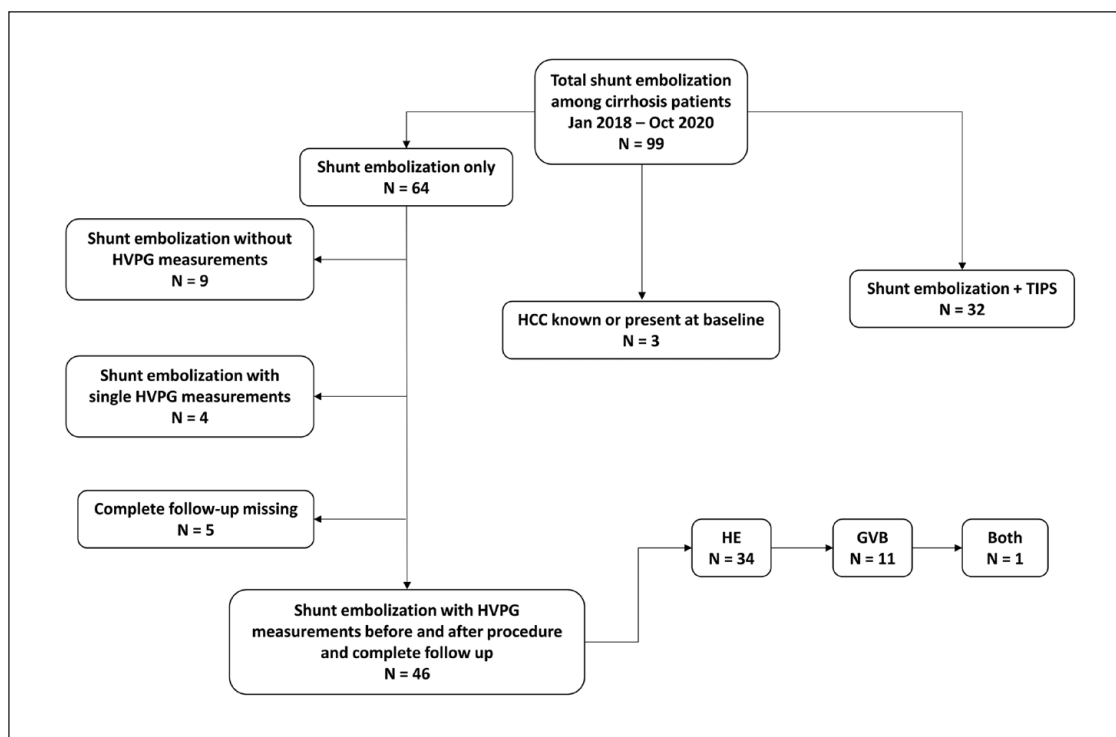 Total shunt embolization
among cirrhosis patients
Jan 2018 – Oct 2020
N = 99
Shunt embolization only
N = 64
Shunt embolization without
HVPG measurements
N = 9
HCC known or present at baseline
N = 3
Shunt embolization + TIPS
N = 32
Shunt embolization with
single HVPG measurements
N = 4
Complete follow-up missing
N = 5
HE
N = 34
GVB
N = 11
Both
N = 1
Shunt embolization with HVPG
measurements before and after procedure
and complete follow up
N = 46